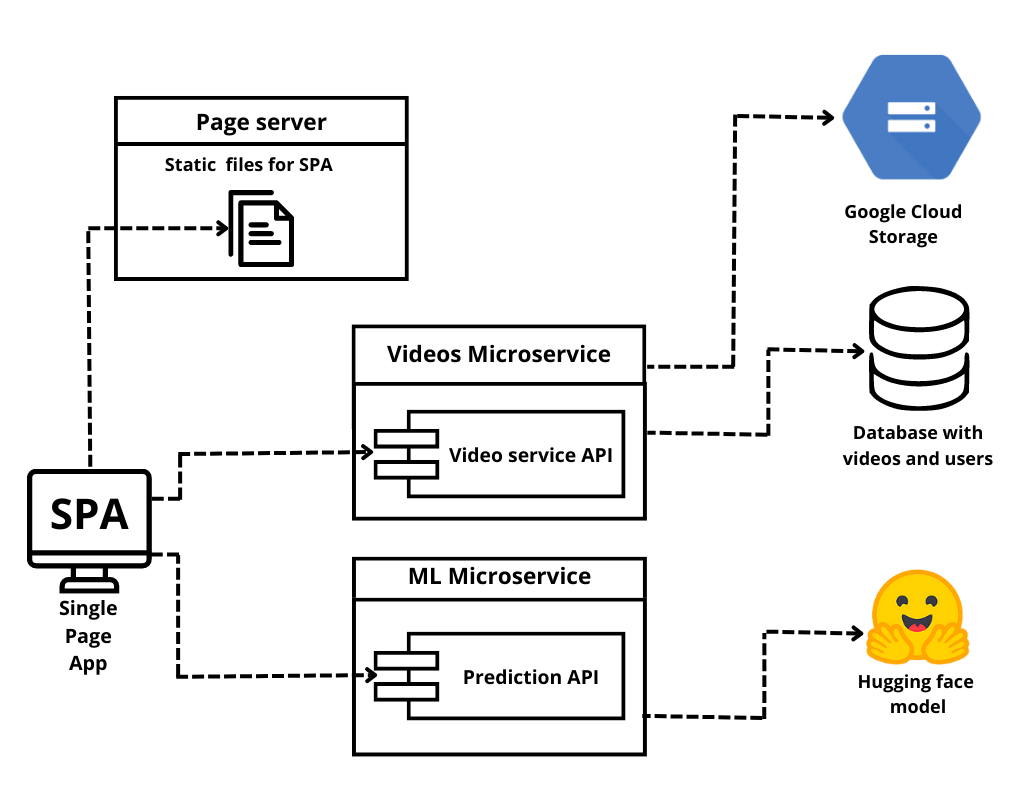 Page server
Static files for SPA
Google Cloud
Storage
Videos Microservice
Video service API
Database with
videos and users
SPA
Single
Page
App
ML Microservice
Prediction API
Hugging face
model